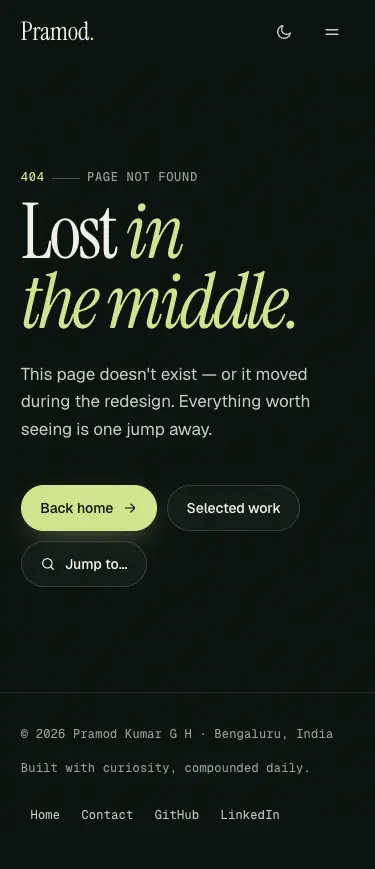 Pramod.
404 PAGE NOT FOUND
Lost in
the middle.
This page doesn't exist — or it moved
during the redesign. Everything worth
seeing is one jump away.
Back home →
Selected work
Jump to…
© 2026 Pramod Kumar G H · Bengaluru, India
Built with curiosity, compounded daily.
Home Contact GitHub LinkedIn